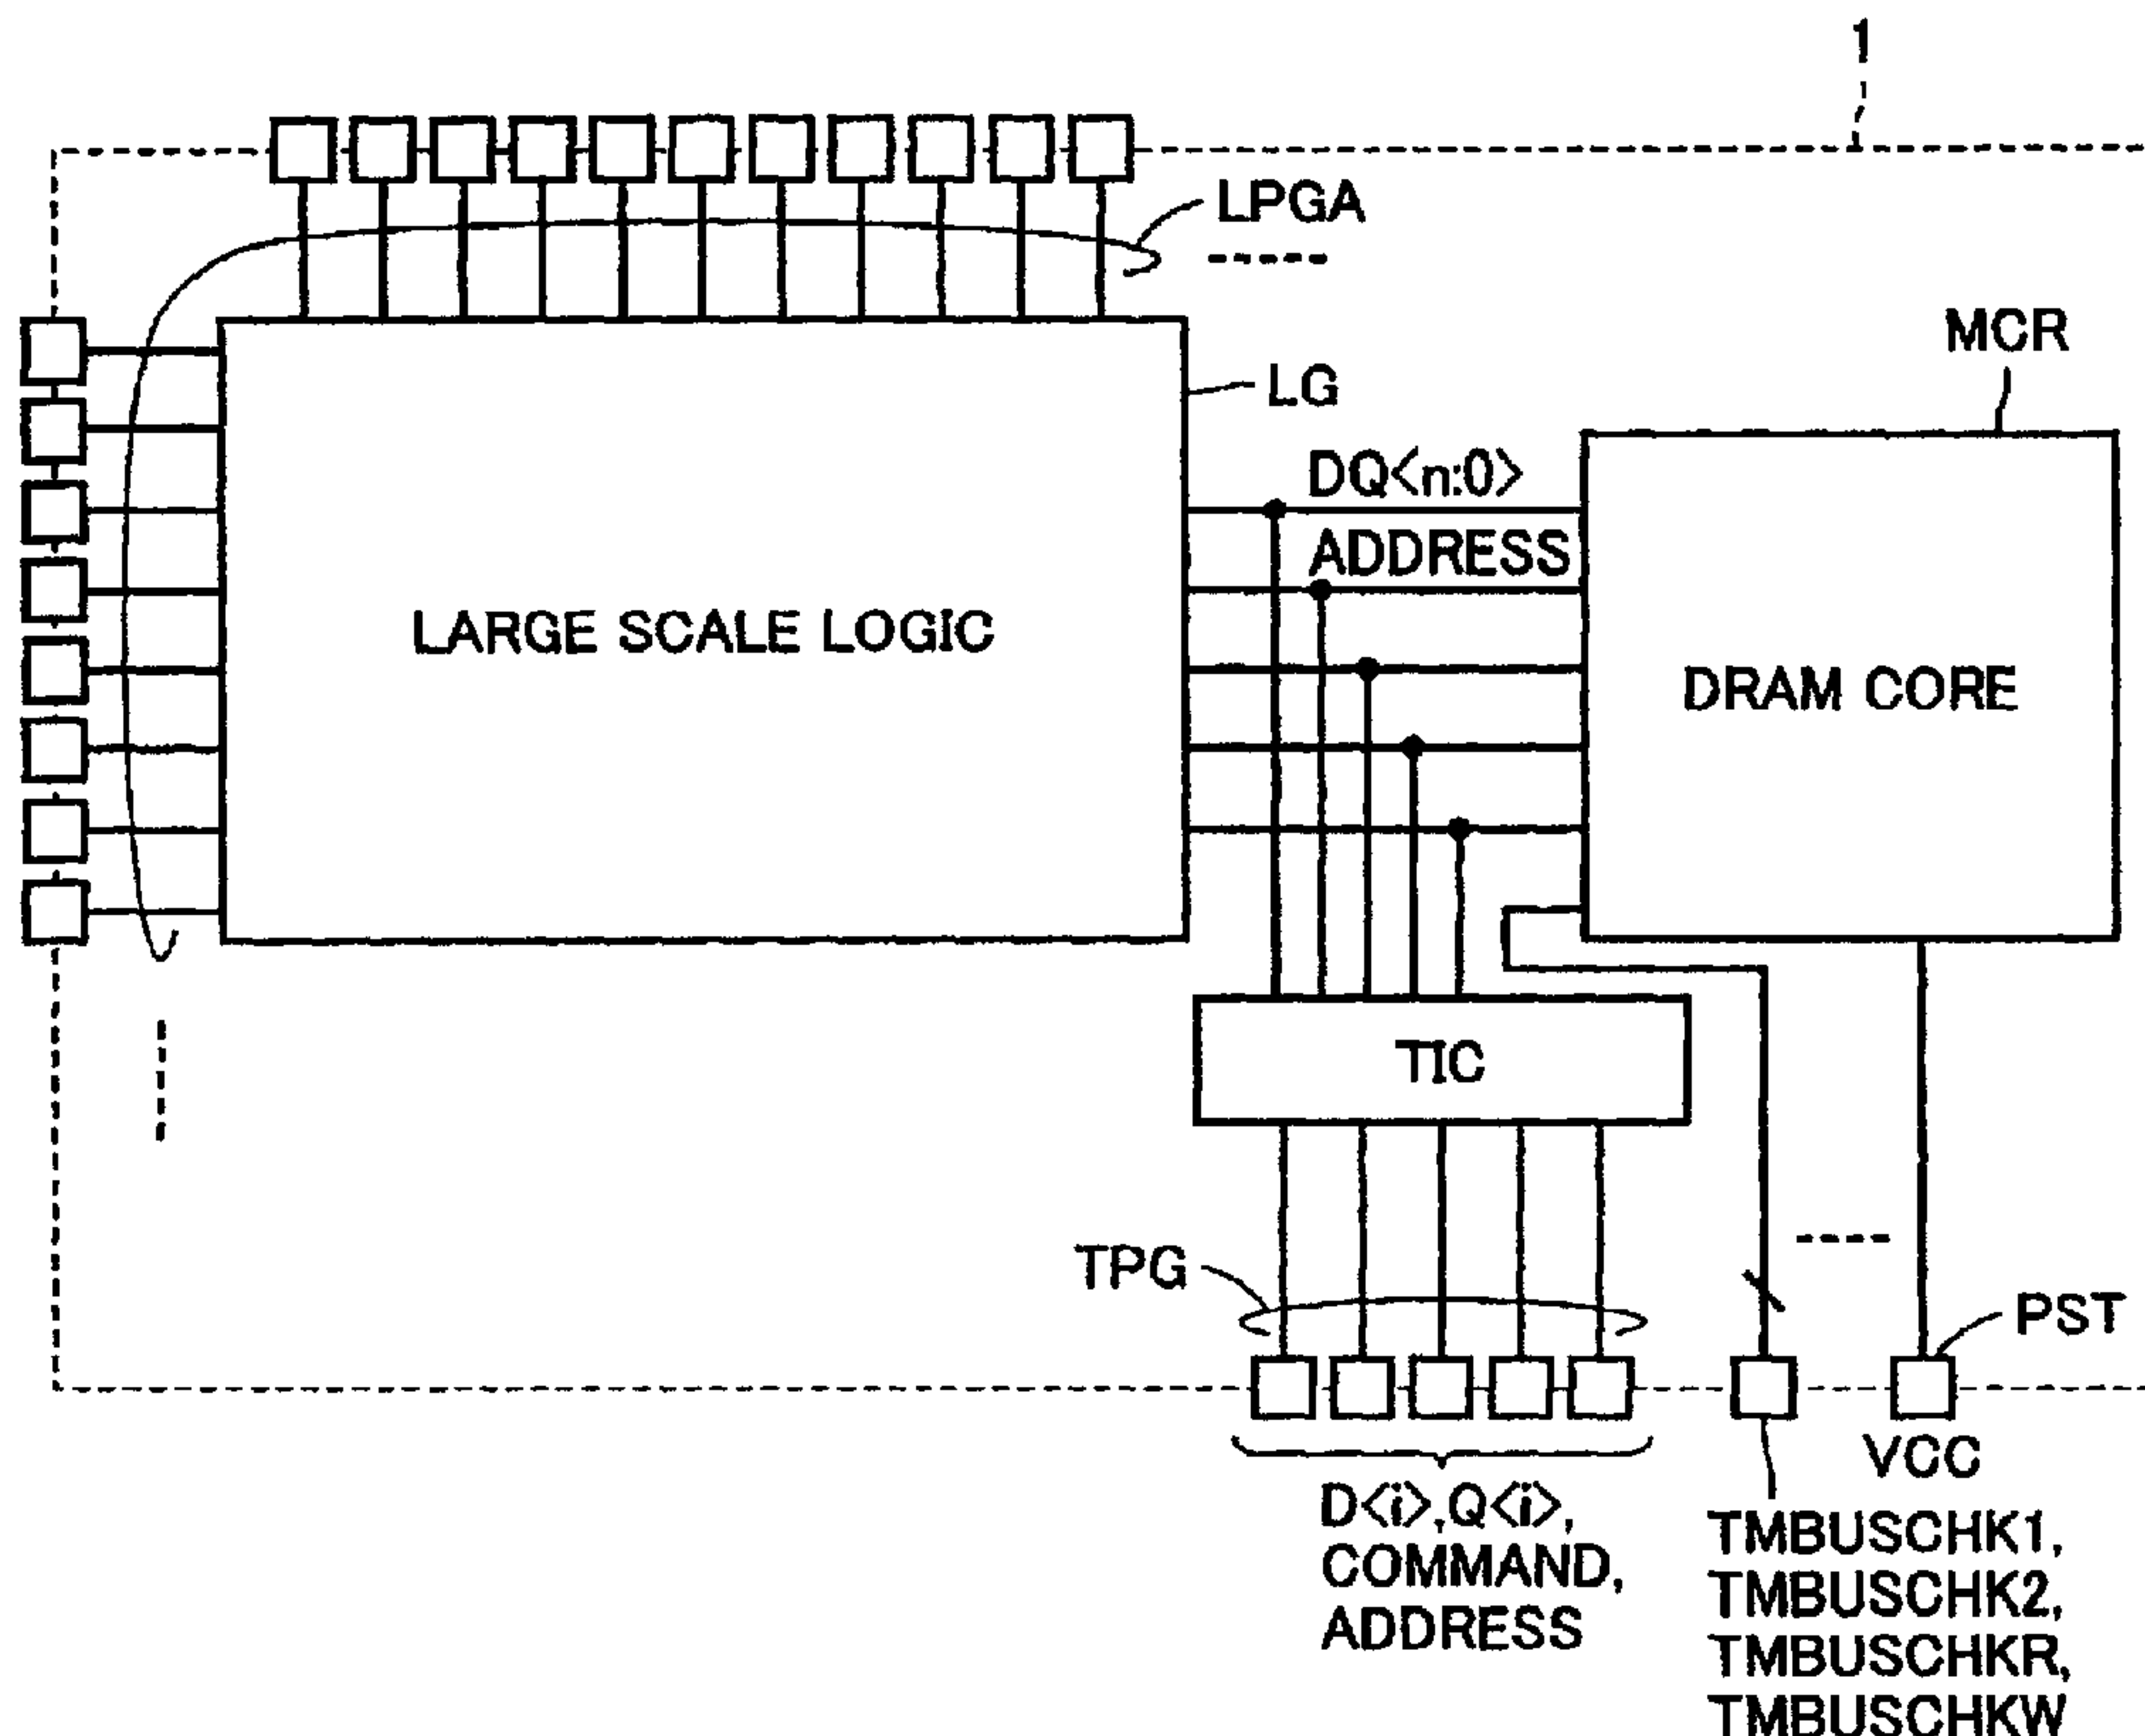 1
LPGA
MCR
LG
DQ<n:0>
ADDRESS
LARGE SCALE LOGIC
DRAM CORE
TIC
TPG
PST
VCC
D<i>,Q<i>,
COMMAND,
ADDRESS
TMBUSCHK1,
TMBUSCHK2,
TMBUSCHKR,
TMBUSCHKW